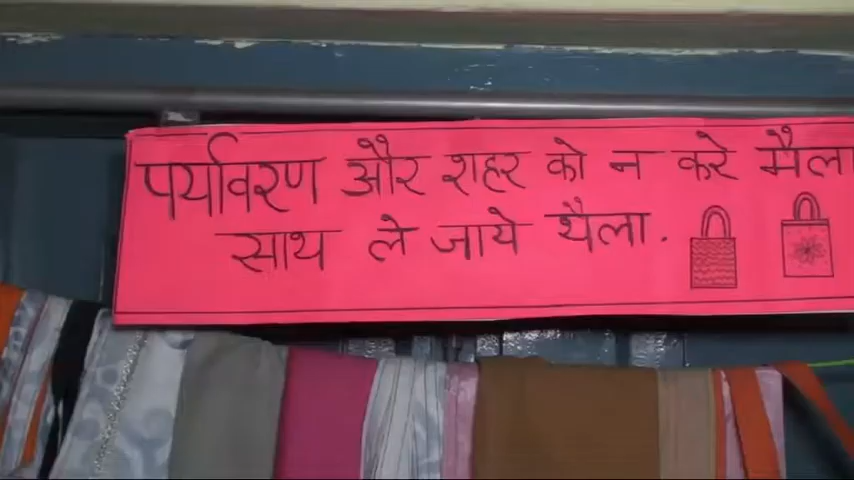 पर्यावरण और शहर को न करे मैला
साथ ले जाये थैला.